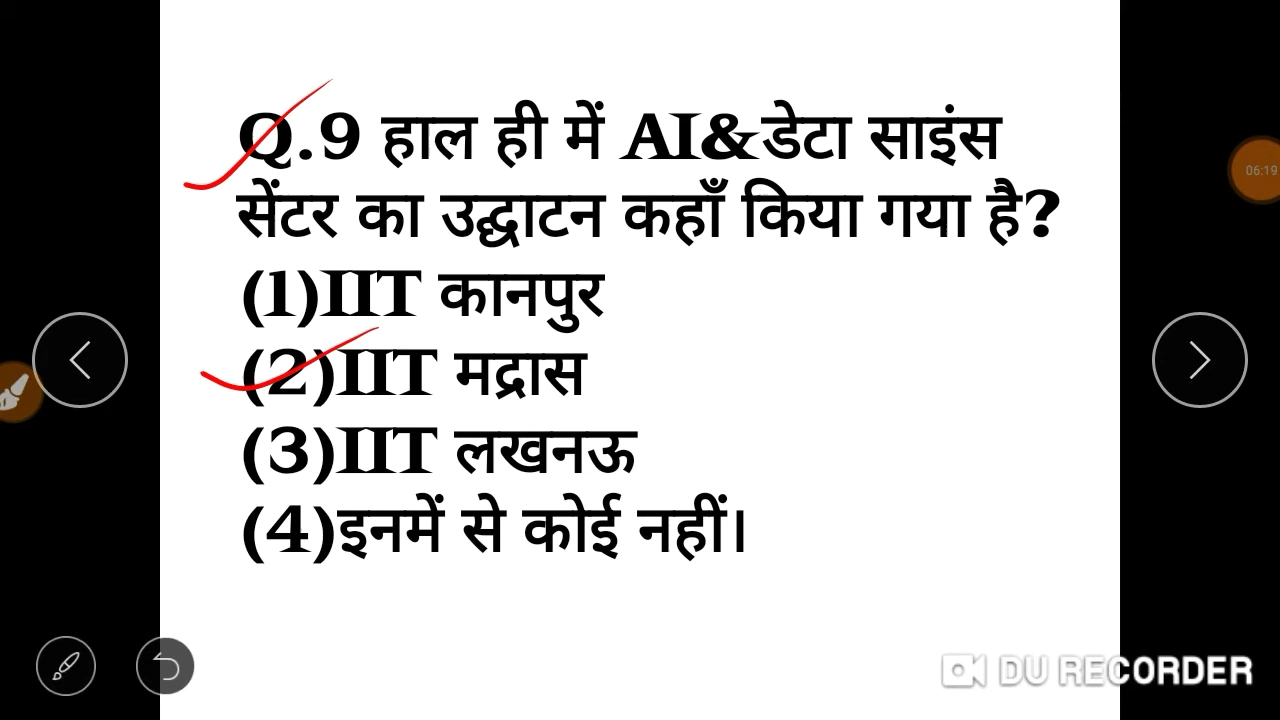 Q.9 हाल ही में AI&डेटा साइंस
सेंटर का उद्घाटन कहाँ किया गया है?
(1)IIT कानपुर
(2)IIT मद्रास
(3)IIT लखनऊ
(4)इनमें से कोई नहीं।
06:19
DU RECORDER